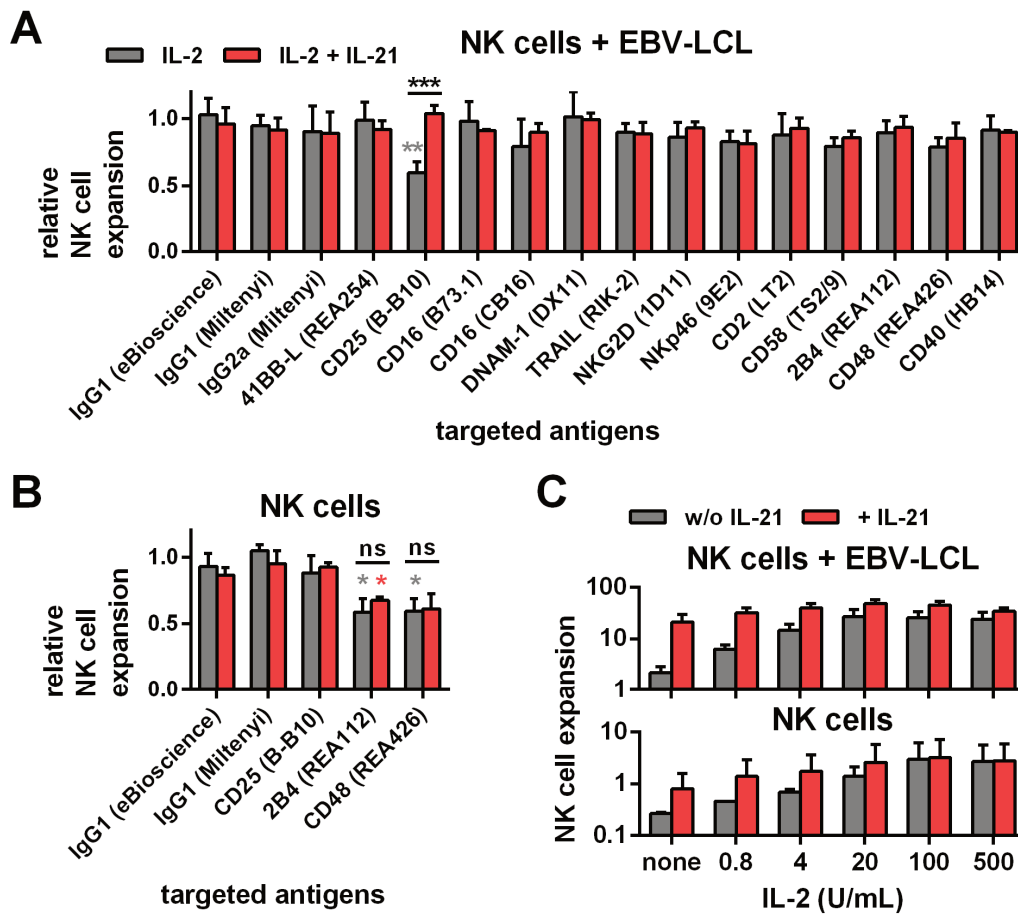 A
NK cells + EBV-LCL
IL-2
IL-2 + IL-21
relative
NK cell
expansion
1.0
0.5
0.0
**
***
IgG1 (eBioscience)
IgG1 (Miltenyi)
IgG2a (Miltenyi)
41BB-L (REA254)
CD25 (B-B10)
CD16 (B73.1)
CD16 (CB16)
DNAM-1 (DX11)
TRAIL (RIK-2)
NKG2D (1D11)
NKp46 (9E2)
CD2 (LT2)
CD58 (TS2/9)
2B4 (REA112)
CD48 (REA426)
CD40 (HB14)
targeted antigens
B
NK cells
relative
NK cell
expansion
1.0
0.5
0.0
ns
ns
* *
*
IgG1 (eBioscience)
IgG1 (Miltenyi)
CD25 (B-B10)
2B4 (REA112)
CD48 (REA426)
targeted antigens
C
w/o IL-21
+ IL-21
NK cells + EBV-LCL
NK cell expansion
100
10
1
NK cells
10
1
0.1
none 0.8 4 20 100 500
IL-2 (U/mL)